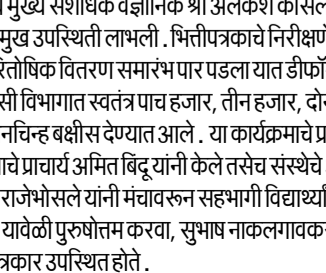 मुख्य संशोधक वैज्ञानिक श्री अलकेश कोसल
मुख उपस्थिती लाभली . भित्तीपत्रकाचे निरीक्षण
रितोषिक वितरण समारंभ पार पडला यात डीफॉ
सी विभागात स्वतंत्र पाच हजार, तीन हजार, दो
नचिन्ह बक्षीस देण्यात आले . या कार्यक्रमाचे प्र
ाचे प्राचार्य अमित बिंदू यांनी केले तसेच संस्थेचे
राजेभोसले यांनी मंचावरून सहभागी विद्यार्थ्यां
यावेळी पुरुषोत्तम करवा, सुभाष नाकलगावक
त्रकार उपस्थित होते .